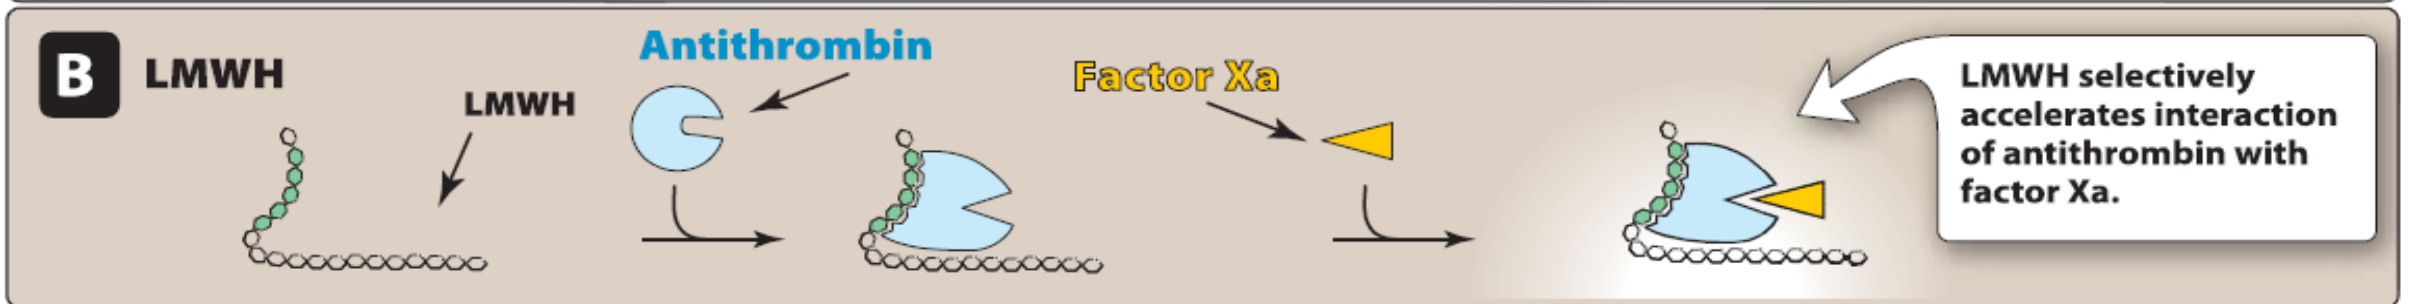 B
LMWH
LMWH
Antithrombin
Factor Xa
LMWH selectively
accelerates interaction
of antithrombin with
factor Xa.